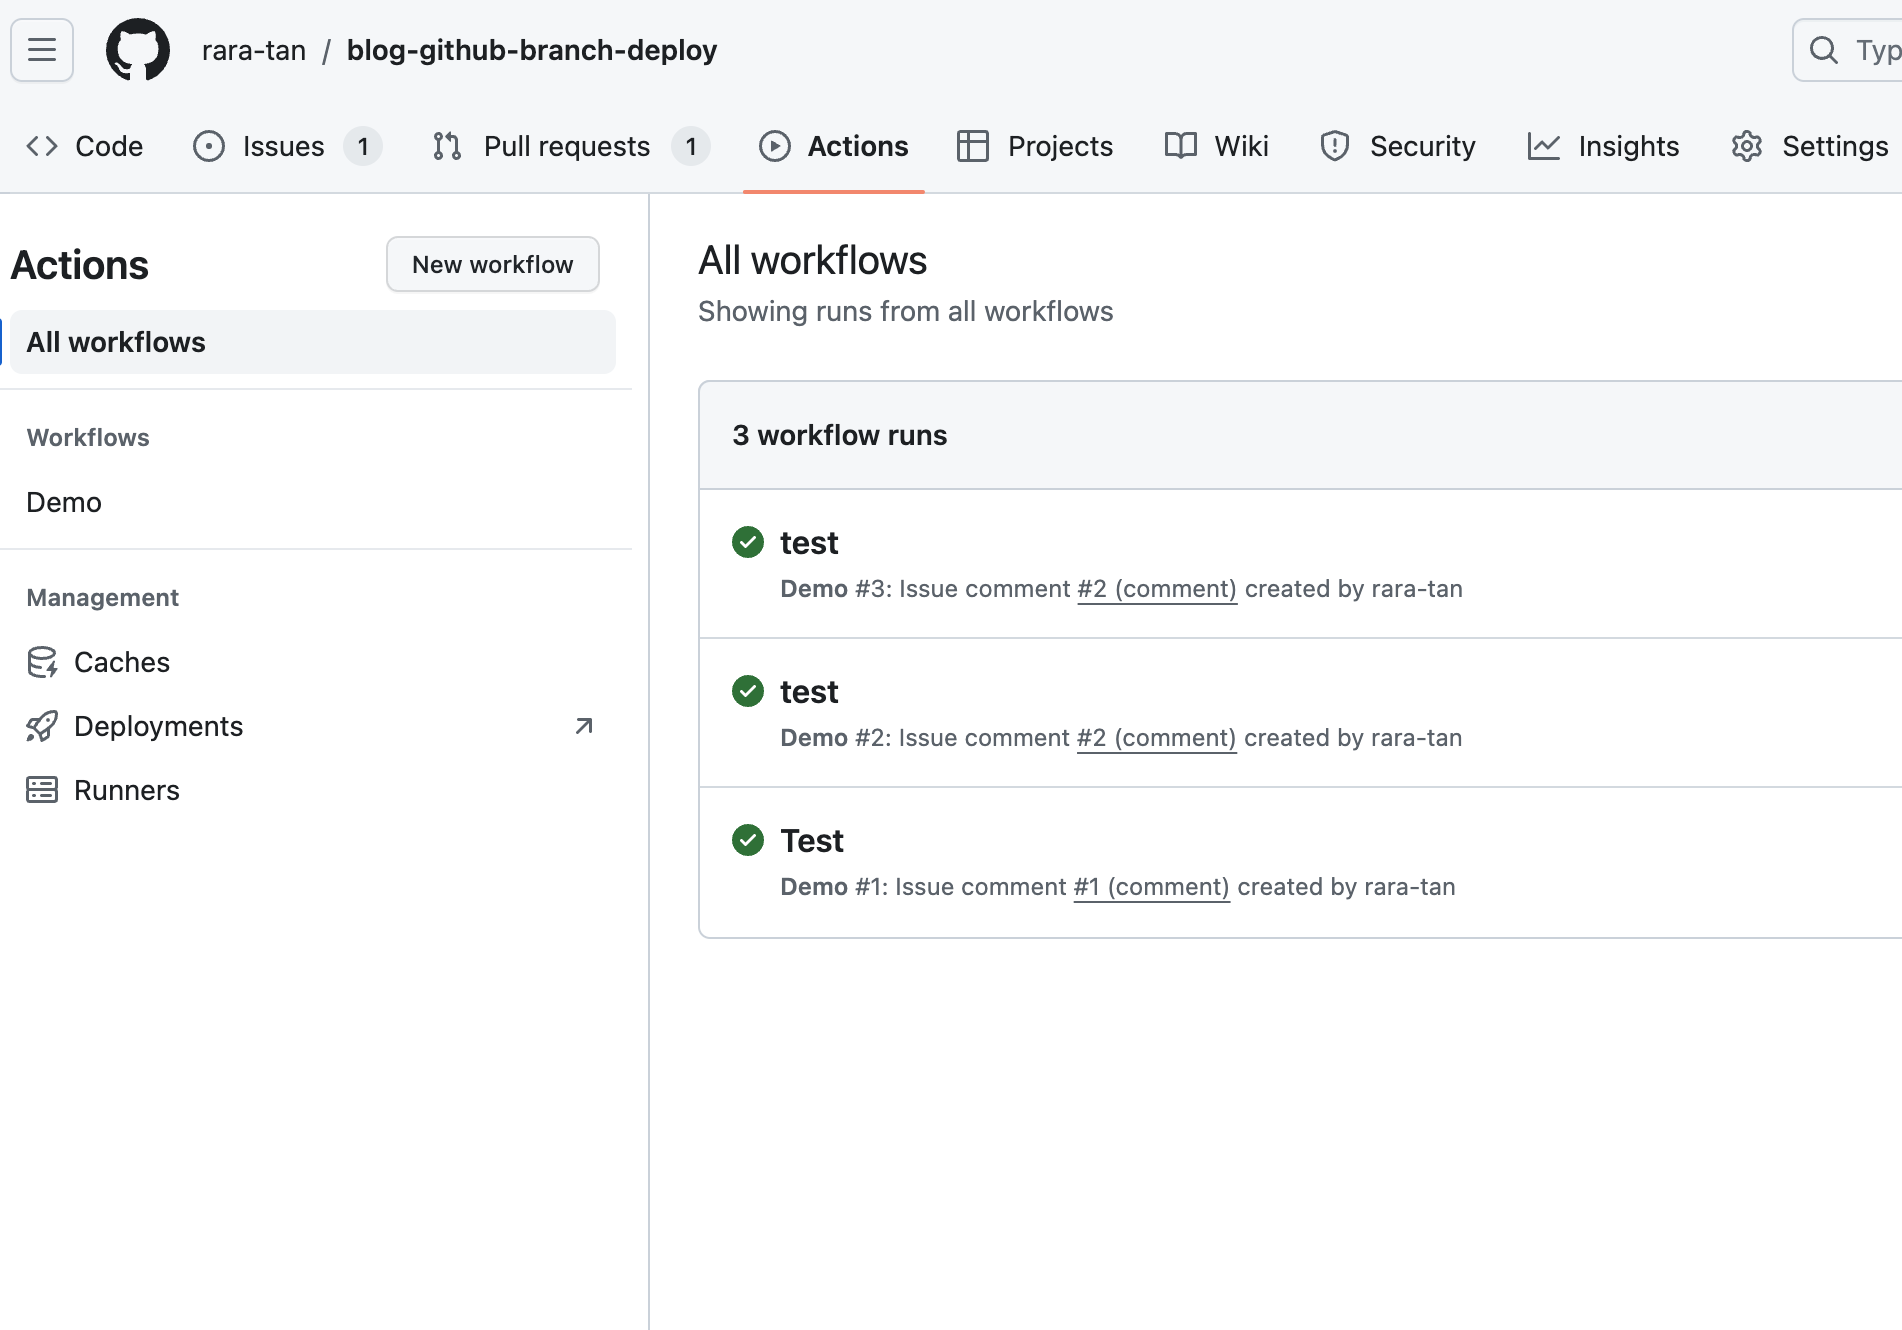 rara-tan / blog-github-branch-deploy
Typ
Code Issues 1 Pull requests 1 Actions Projects Wiki Security Insights Settings
Actions
New workflow
All workflows
Workflows
Demo
Management
Caches
Deployments
Runners
All workflows
Showing runs from all workflows
3 workflow runs
test
Demo #3: Issue comment #2 (comment) created by rara-tan
test
Demo #2: Issue comment #2 (comment) created by rara-tan
Test
Demo #1: Issue comment #1 (comment) created by rara-tan